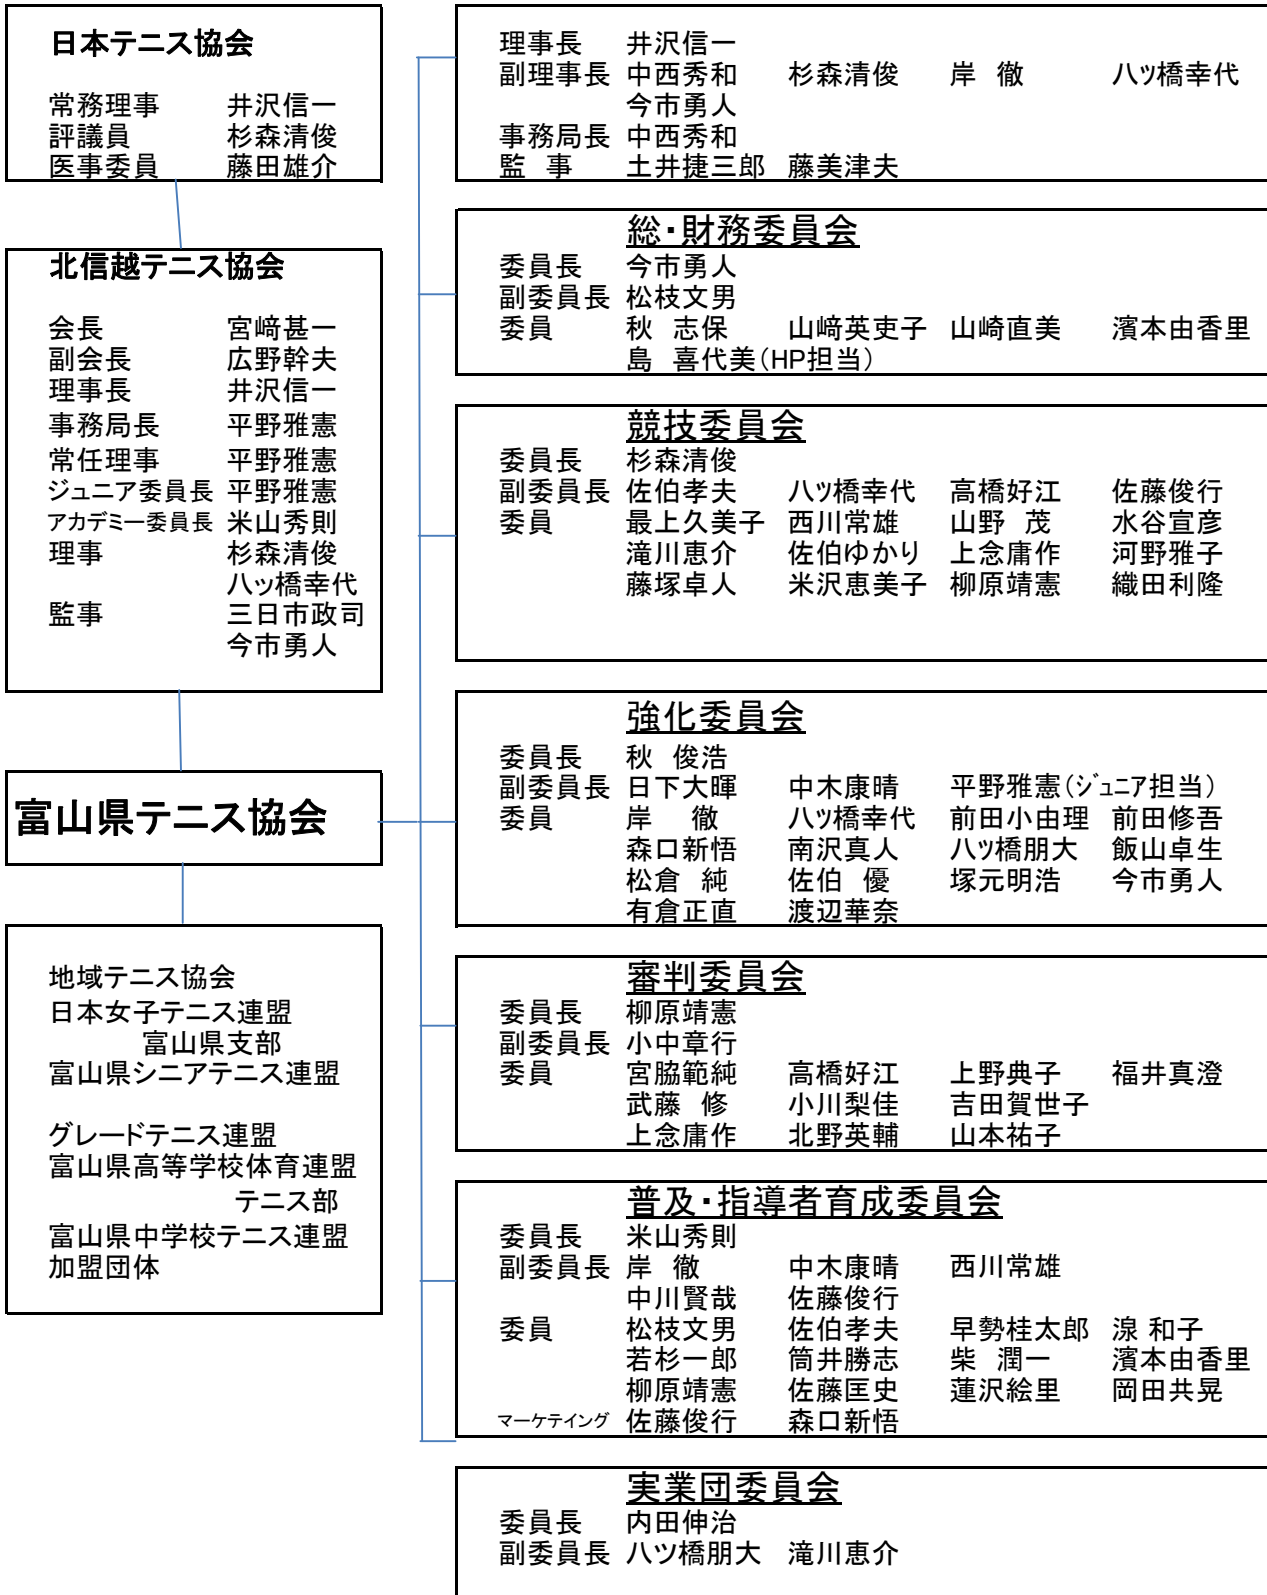 日本テニス協会
常務理事 井沢信一
評議員 杉森清俊
医事委員 藤田雄介
北信越テニス協会
会長 宮﨑甚一
副会長 広野幹夫
理事長 井沢信一
事務局長 平野雅憲
常任理事 平野雅憲
ジュニア委員長 平野雅憲
アカデミー委員長 米山秀則
理事 杉森清俊
八ッ橋幸代
監事 三日市政司
今市勇人
富山県テニス協会
地域テニス協会
日本女子テニス連盟
富山県支部
富山県シニアテニス連盟
グレードテニス連盟
富山県高等学校体育連盟
テニス部
富山県中学校テニス連盟
加盟団体
理事長 井沢信一
副理事長 中西秀和 杉森清俊 岸 徹 八ッ橋幸代
今市勇人
事務局長 中西秀和
監 事 土井捷三郎 藤美津夫
総・財務委員会
委員長 今市勇人
副委員長 松枝文男
委員 秋 志保 山﨑英吏子 山崎直美 濱本由香里
島 喜代美(HP担当)
競技委員会
委員長 杉森清俊
副委員長 佐伯孝夫 八ッ橋幸代 高橋好江 佐藤俊行
委員 最上久美子 西川常雄 山野 茂 水谷宣彦
滝川恵介 佐伯ゆかり 上念庸作 河野雅子
藤塚卓人 米沢恵美子 柳原靖憲 織田利隆
強化委員会
委員長 秋 俊浩
副委員長 日下大暉 中木康晴 平野雅憲(ジュニア担当)
委員 岸 徹 八ッ橋幸代 前田小由理 前田修吾
森口新悟 南沢真人 八ッ橋朋大 飯山卓生
松倉 純 佐伯 優 塚元明浩 今市勇人
有倉正直 渡辺華奈
審判委員会
委員長 柳原靖憲
副委員長 小中章行
委員 宮脇範純 高橋好江 上野典子 福井真澄
武藤 修 小川梨佳 吉田賀世子
上念庸作 北野英輔 山本祐子
普及・指導者育成委員会
委員長 米山秀則
副委員長 岸 徹 中木康晴 西川常雄
中川賢哉 佐藤俊行
委員 松枝文男 佐伯孝夫 早勢桂太郎 湶 和子
若杉一郎 筒井勝志 柴 潤一 濱本由香里
柳原靖憲 佐藤匡史 蓮沢絵里 岡田共晃
マーケテイング 佐藤俊行 森口新悟
実業団委員会
委員長 内田伸治
副委員長 八ツ橋朋大 滝川恵介